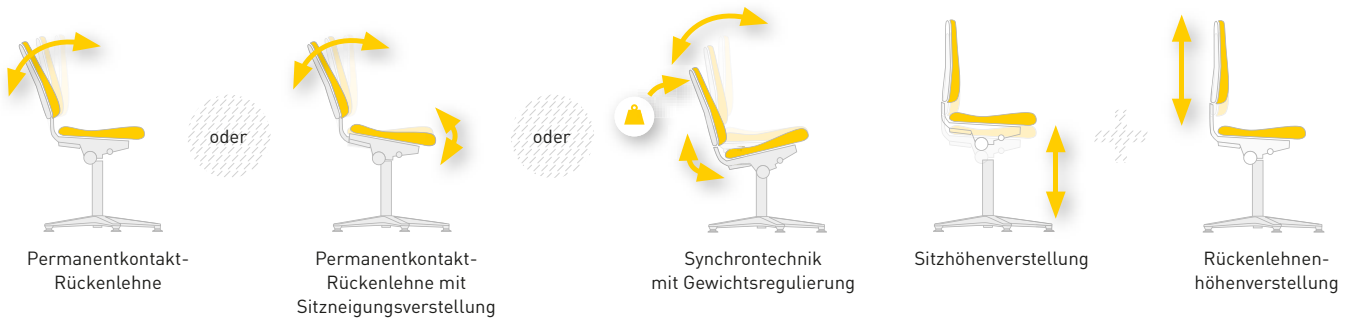 oder
oder
Permanentkontakt-
Rückenlehne
Permanentkontakt-
Rückenlehne mit
Sitzneigungsverstellung
Synchrontechnik
mit Gewichtsregulierung
Sitzhöhenverstellung
Rückenlehnen-
höhenverstellung